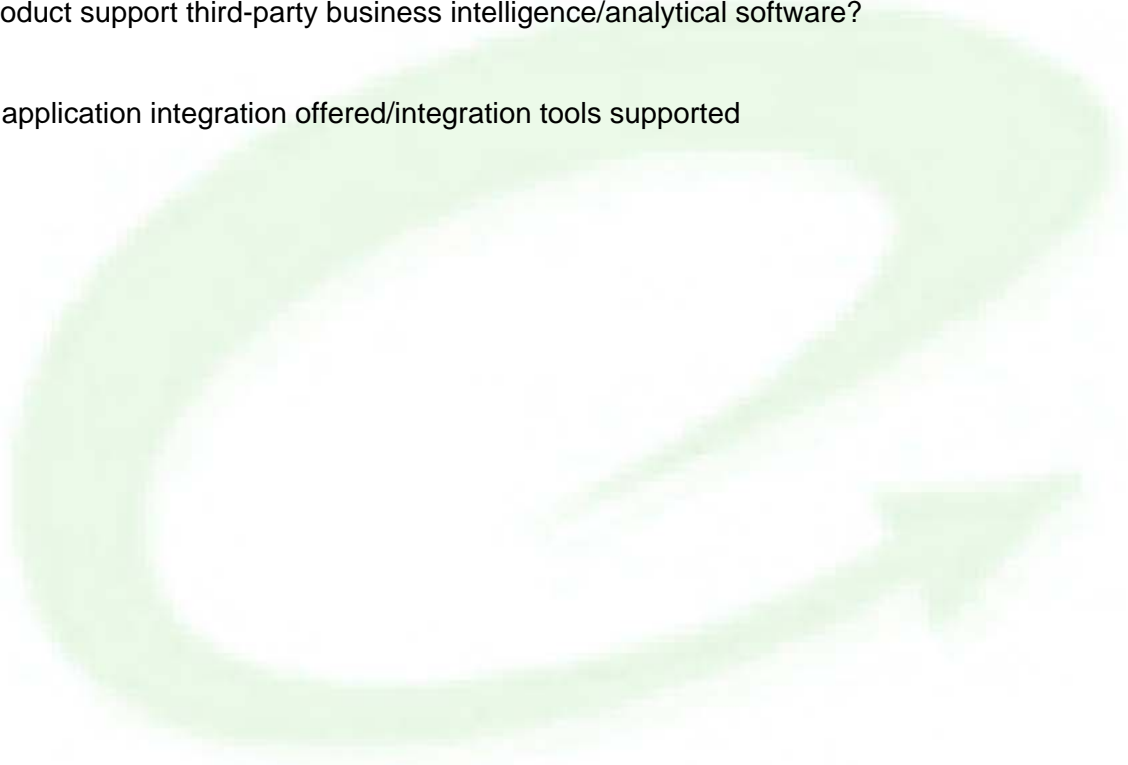 oduct support third-party business intelligence/analytical software?
application integration offered/integration tools supported